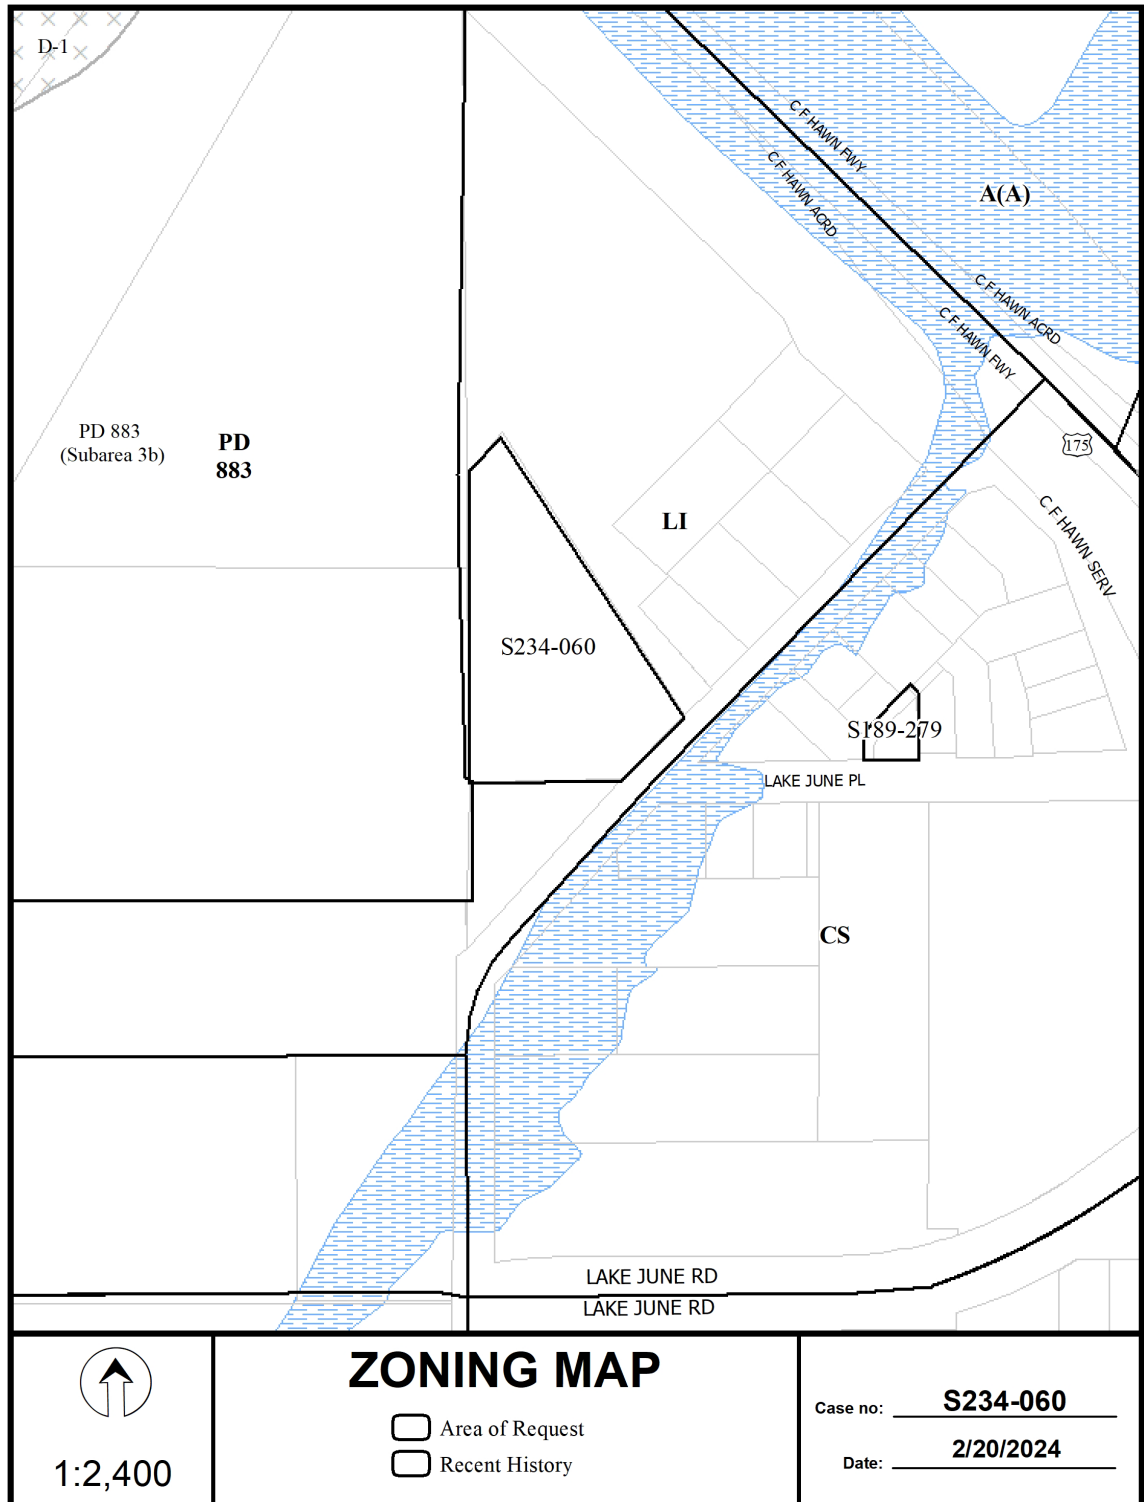 D-1
C F HAWN FWY
C F HAWN ACRD
A(A)
C F HAWN ACRD
C F HAWN FWY
PD 883
(Subarea 3b)
PD
883
175
LI
C F HAWN SERV
S234-060
S189-279
LAKE JUNE PL
CS
LAKE JUNE RD
LAKE JUNE RD
1:2,400
ZONING MAP
Area of Request
Recent History
Case no: S234-060
Date: 2/20/2024